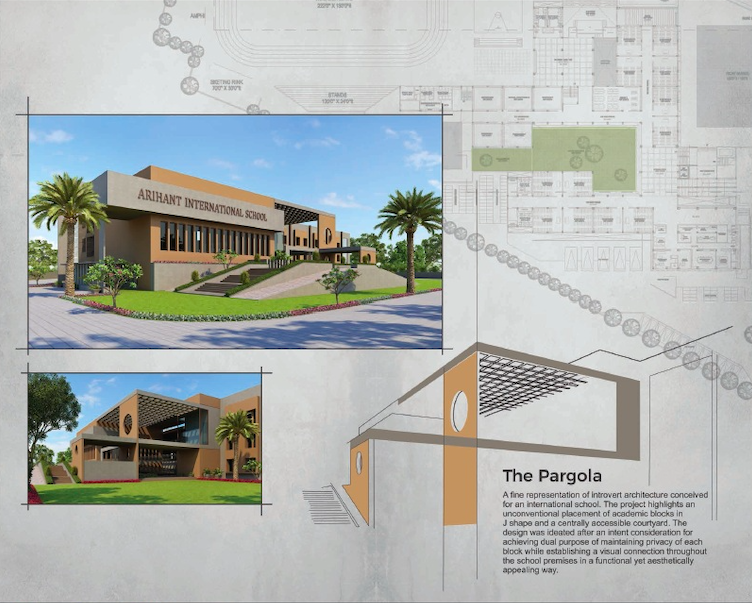 AMPH
STANDS
ARIHANT INTERNATIONAL SCHOOL
The Pargola
A fine representation of introvert architecture conceived
for an international school. The project highlights an
unconventional placement of academic blocks in
J shape and a centrally accessible courtyard. The
design was ideated after an intent consideration for
achieving dual purpose of maintaining privacy of each
block while establishing a visual connection throughout
the school premises in a functional yet aesthetically
appealing way.